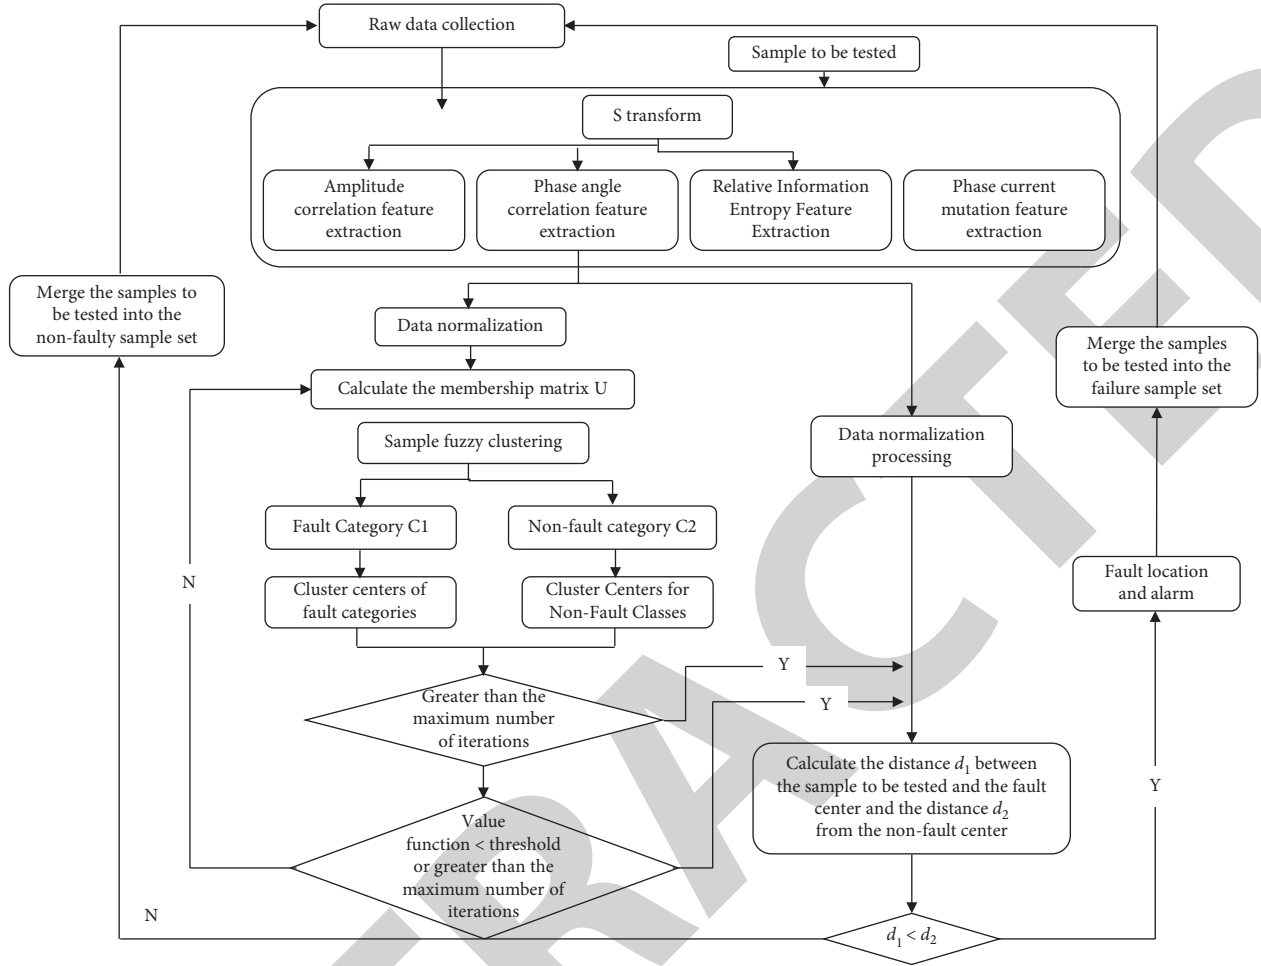 Raw data collection
Sample to be tested
S transform
Amplitude
correlation feature
extraction
Phase angle
correlation feature
extraction
Relative Information
Entropy Feature
Extraction
Phase current
mutation feature
extraction
Merge the samples to
be tested into the
non-faulty sample set
Data normalization
Merge the samples
to be tested into the
failure sample set
Calculate the membership matrix U
Sample fuzzy clustering
Data normalization
processing
Fault Category C1
Non-fault category C2
N
Cluster centers of
fault categories
Cluster Centers for
Non-Fault Classes
Fault location
and alarm
Y
Greater than the
maximum number
of iterations
Y
Calculate the distance d1 between
the sample to be tested and the fault
center and the distance d2
from the non-fault center
Y
Value
function < threshold
or greater than the
maximum number of
iterations
N
d1 < d2
TRACTED